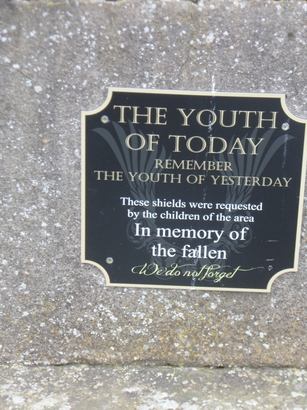 THE YOUTH
OF TODAY
REMEMBER
THE YOUTH OF YESTERDAY
These shields were requested
by the children of the area
In memory of
the fallen
We do not forget